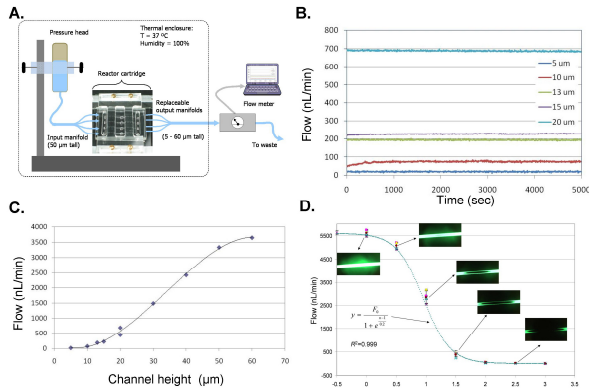 A.
Pressure head
Thermal enclosure:
T = 37 ºC
Humidity = 100%
Reactor cartridge
Replaceable
output manifolds
Flow meter
Input manifold
(50 µm tall)
(5 - 60 µm tall)
To waste
B.
Flow (nL/min)
800
700
600
500
400
300
200
100
0
0 1000 2000 3000 4000 5000
Time (sec)
5 um
10 um
13 um
15 um
20 um
C.
Flow (nL/min)
4000
3500
3000
2500
2000
1500
1000
500
0
0 10 20 30 40 50 60 70
Channel height (µm)
D.
Flow (nL/min)
5500
4500
3500
2500
1500
500
-500
-0.5 0 0.5 1 1.5 2 2.5 3 3.5
R²=0.999